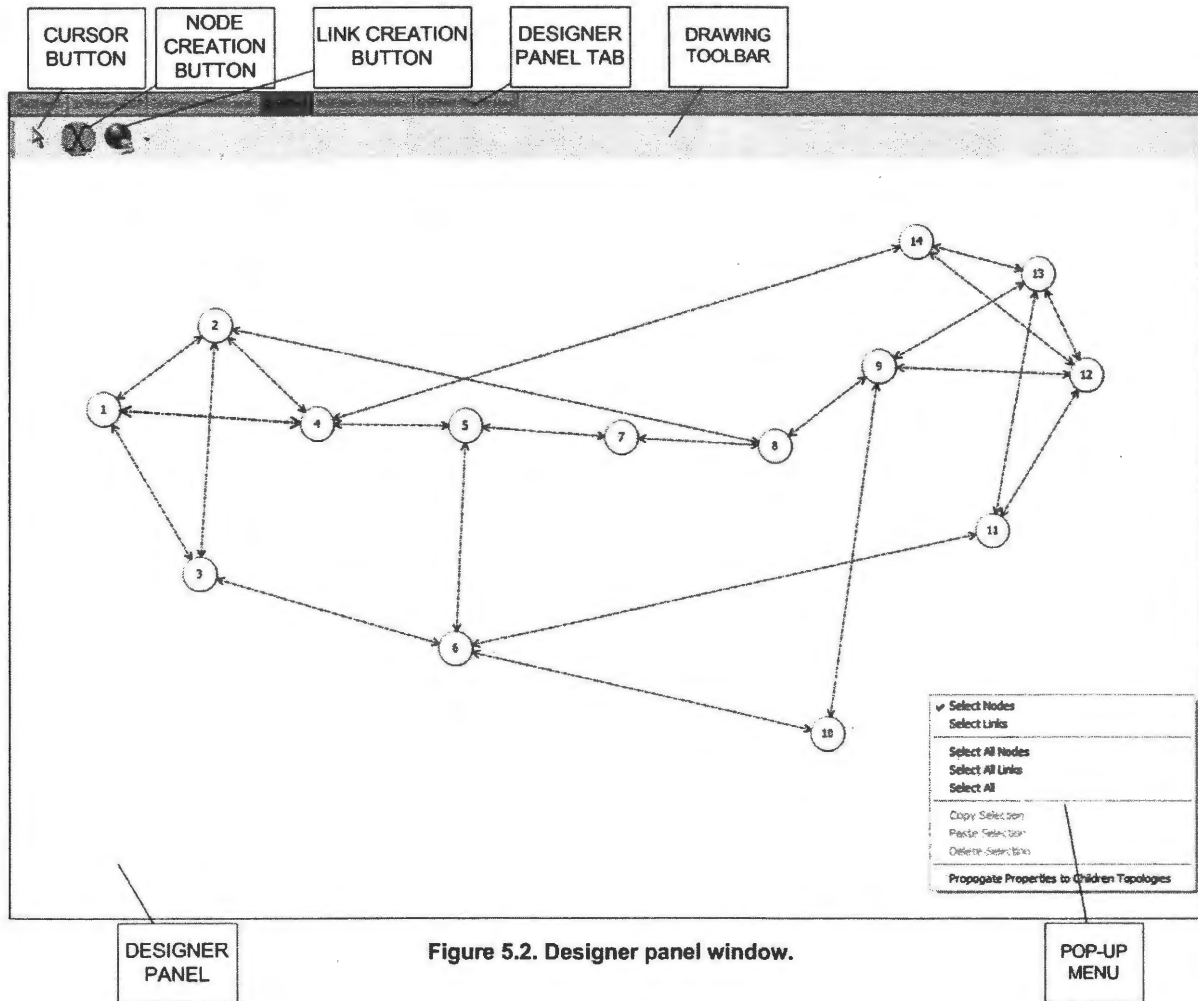 CURSOR
BUTTON
NODE
CREATION
BUTTON
LINK CREATION
BUTTON
DESIGNER
PANEL TAB
DRAWING
TOOLBAR
14
13
2
9
12
1
4
5
7
8
11
3
6
10
Select Nodes
Select Links
Select All Nodes
Select All Links
Select All
Copy Selection
Paste Selection
Delete Selection
Propogate Properties to Children Topologies
DESIGNER
PANEL
Figure 5.2. Designer panel window.
POP-UP
MENU